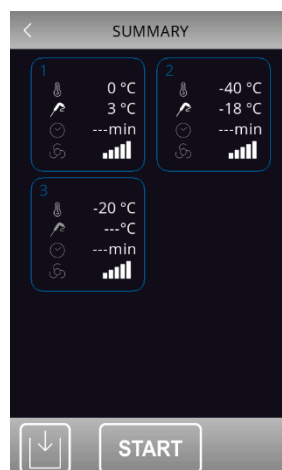 SUMMARY
1
0 °C
3 °C
---min
2
-40 °C
-18 °C
---min
3
-20 °C
---°C
---min
START